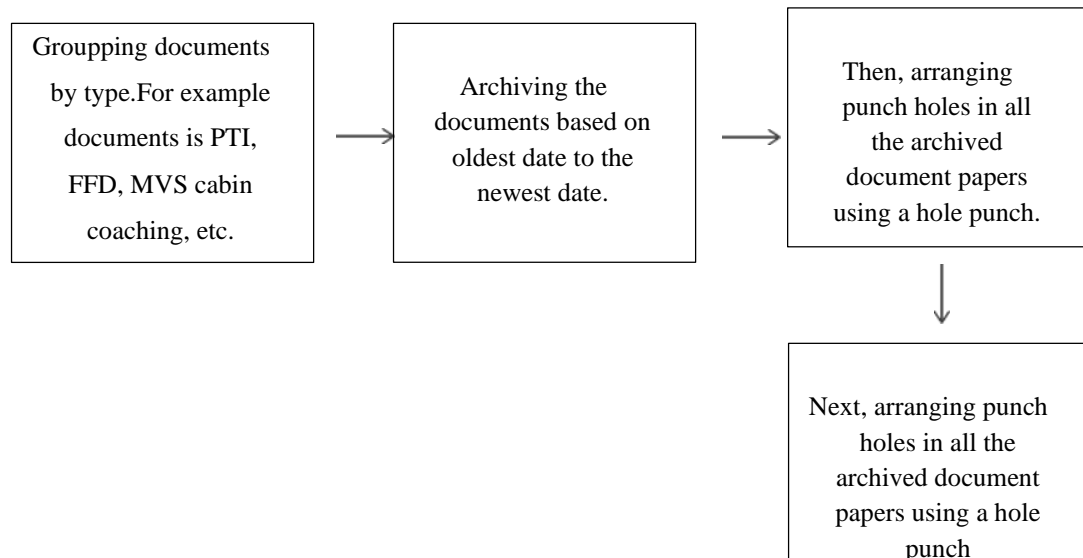 Groupping documents
by type.For example
documents is PTI,
FFD, MVS cabin
coaching, etc.
Archiving the
documents based on
oldest date to the
newest date.
Then, arranging
punch holes in all
the archived
document papers
using a hole punch.
Next, arranging punch
holes in all the
archived document
papers using a hole
punch